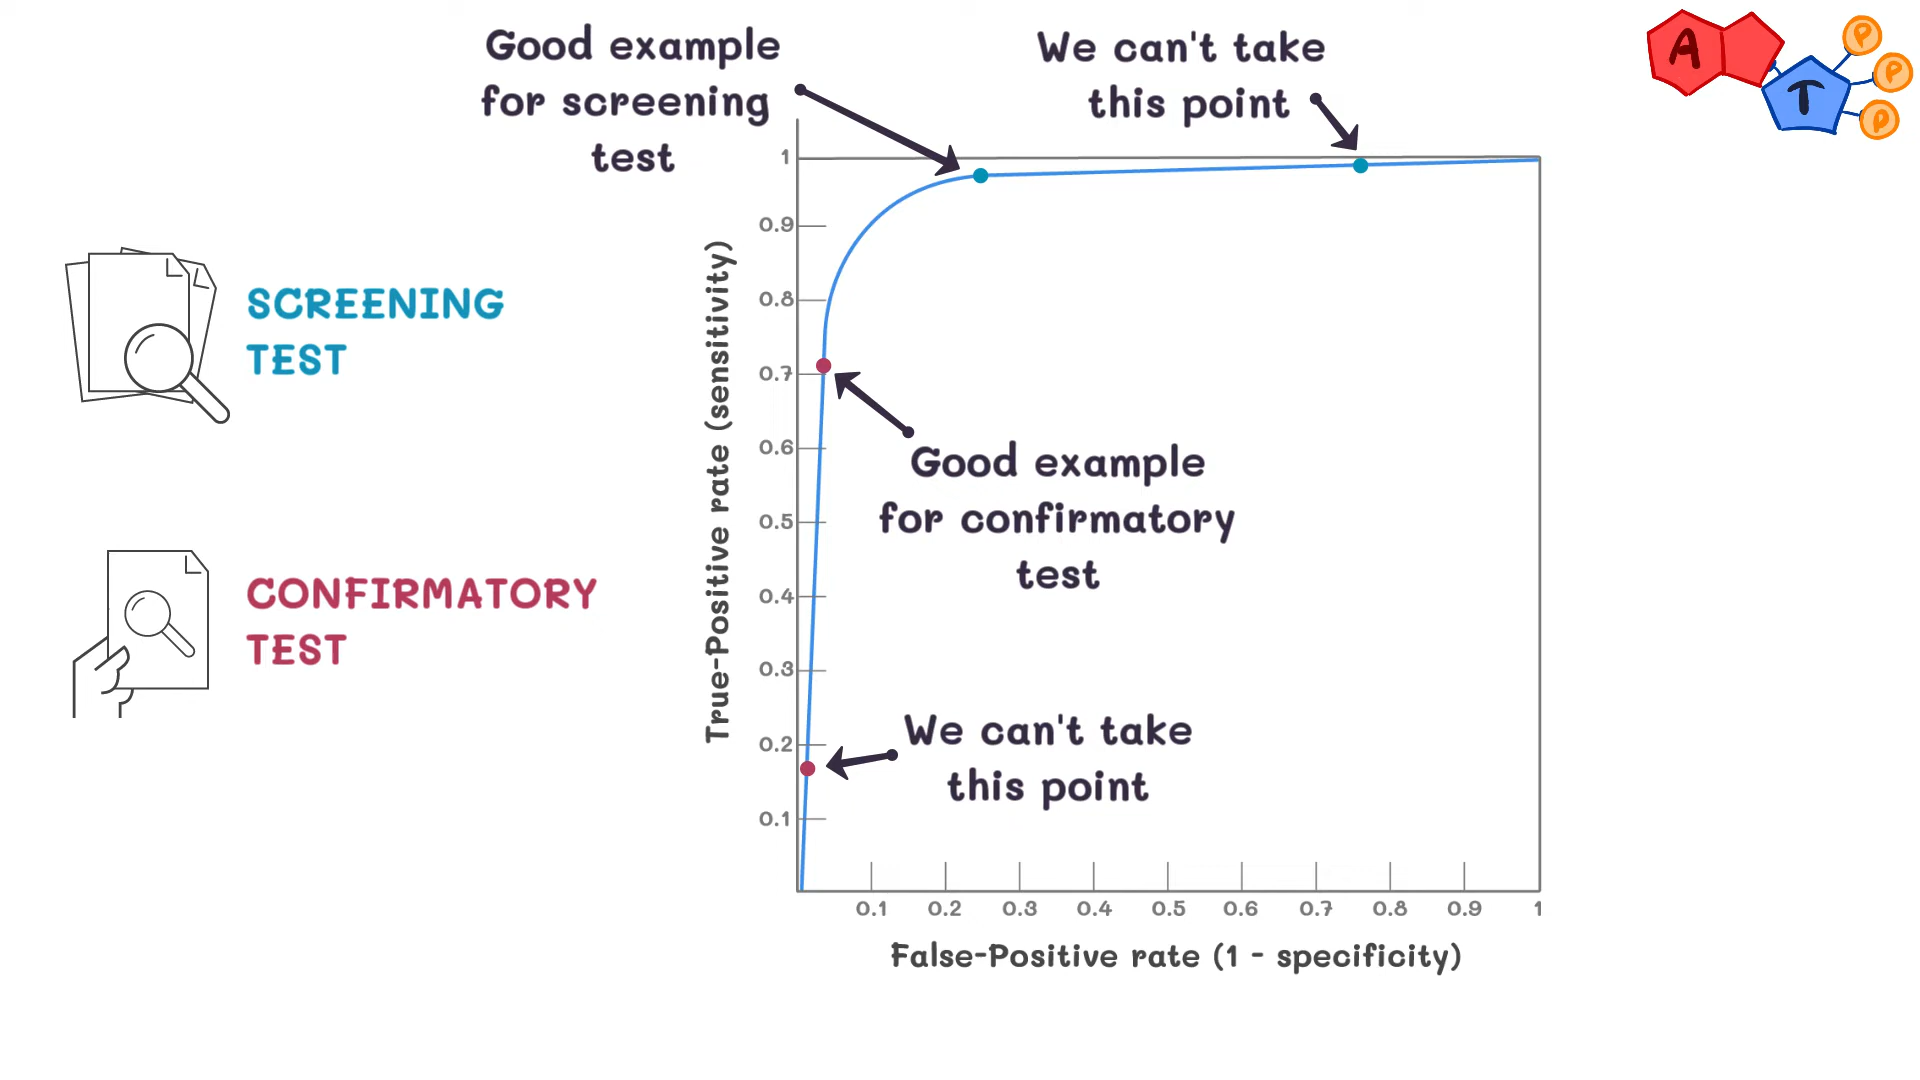 Good example
for screening
test
We can't take
this point
A
T
P
P
P
SCREENING
TEST
CONFIRMATORY
TEST
True-Positive rate (sensitivity)
1
0.9
0.8
0.7
0.6
0.5
0.4
0.3
0.2
0.1
Good example
for confirmatory
test
We can't take
this point
0.1
0.2
0.3
0.4
0.5
0.6
0.7
0.8
0.9
1
False-Positive rate (1 - specificity)